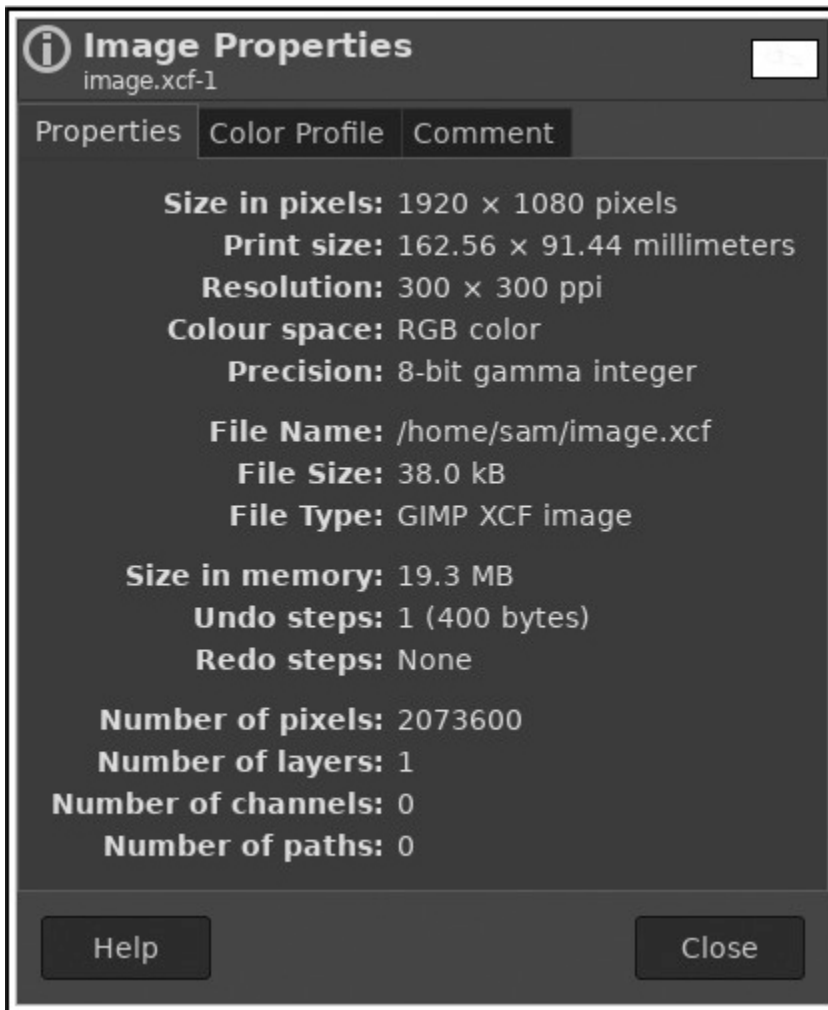 Image Properties
image.xcf-1
Properties Color Profile Comment
Size in pixels: 1920 × 1080 pixels
Print size: 162.56 × 91.44 millimeters
Resolution: 300 × 300 ppi
Colour space: RGB color
Precision: 8-bit gamma integer
File Name: /home/sam/image.xcf
File Size: 38.0 kB
File Type: GIMP XCF image
Size in memory: 19.3 MB
Undo steps: 1 (400 bytes)
Redo steps: None
Number of pixels: 2073600
Number of layers: 1
Number of channels: 0
Number of paths: 0
Help Close